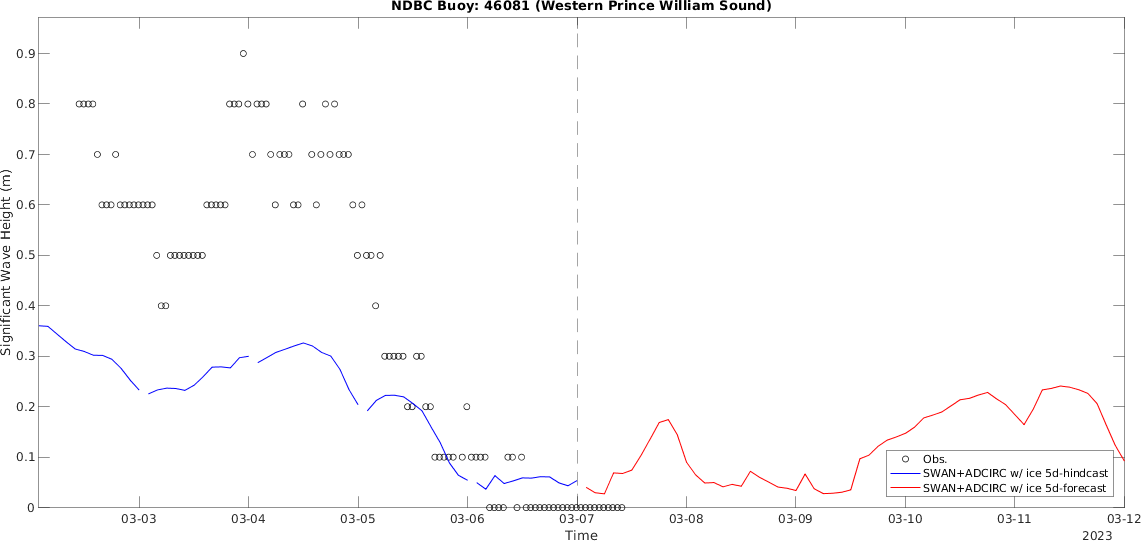 NDBC Buoy: 46081 (Western Prince William Sound)
Significant Wave Height (m)
0.9
0.8
0.7
0.6
0.5
0.4
0.3
0.2
0.1
0
Obs.
SWAN+ADCIRC w/ ice 5d-hindcast
SWAN+ADCIRC w/ ice 5d-forecast
03-03 03-04 03-05 03-06 03-07 03-08 03-09 03-10 03-11 03-12
Time
2023